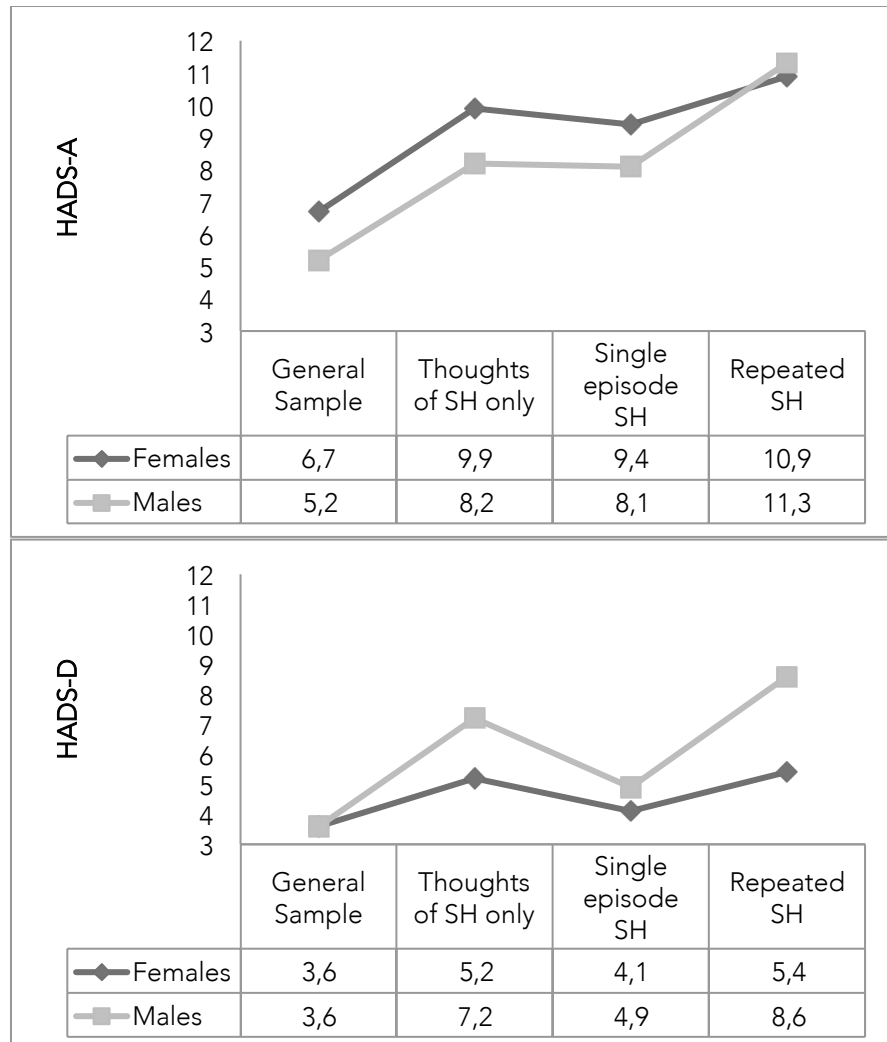 12
11
10
9
8
7
6
5
4
3
HADS-A
General Sample
Thoughts of SH only
Single episode SH
Repeated SH
Females 6,7 9,9 9,4 10,9
Males 5,2 8,2 8,1 11,3
12
11
10
9
8
7
6
5
4
3
HADS-D
General Sample
Thoughts of SH only
Single episode SH
Repeated SH
Females 3,6 5,2 4,1 5,4
Males 3,6 7,2 4,9 8,6